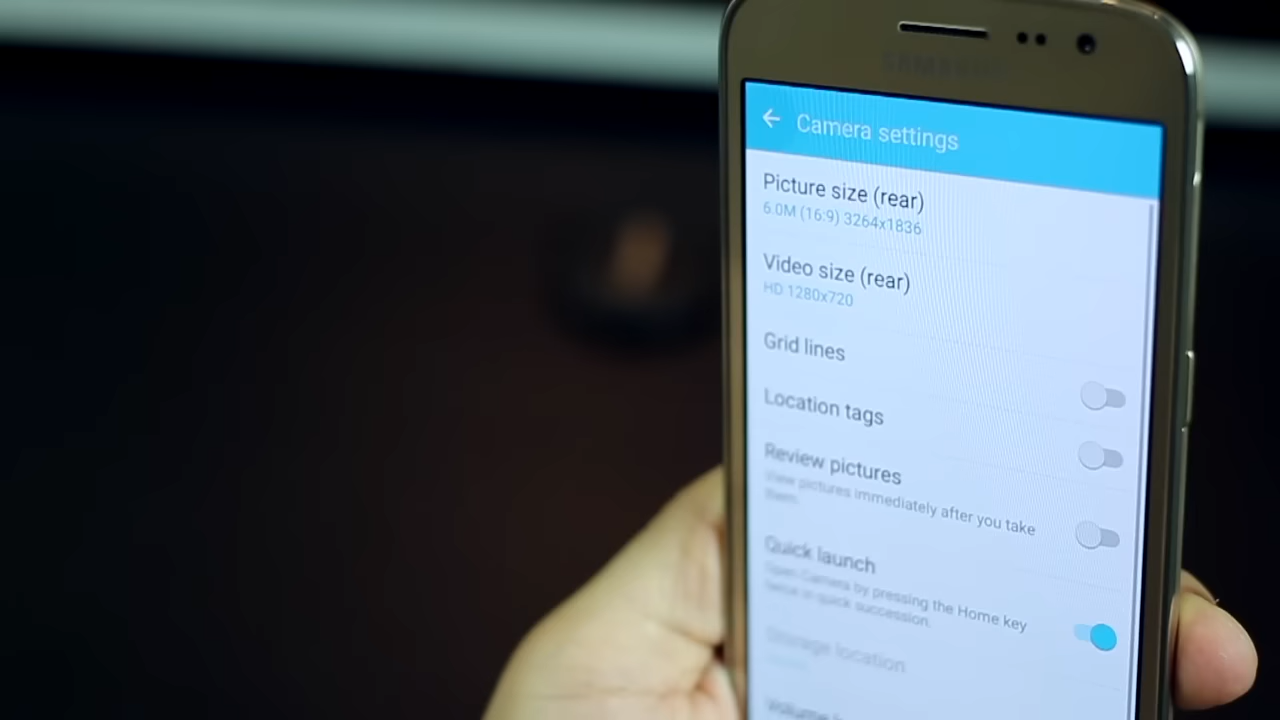 SAMSUNG
Camera settings
Picture size (rear)
6.0M (16:9) 3264x1836
Video size (rear)
HD 1280x720
Grid lines
Location tags
Review pictures
View pictures immediately after you take
them.
Quick launch
Open Camera by pressing the Home key
twice in quick succession.
Storage location
Volume